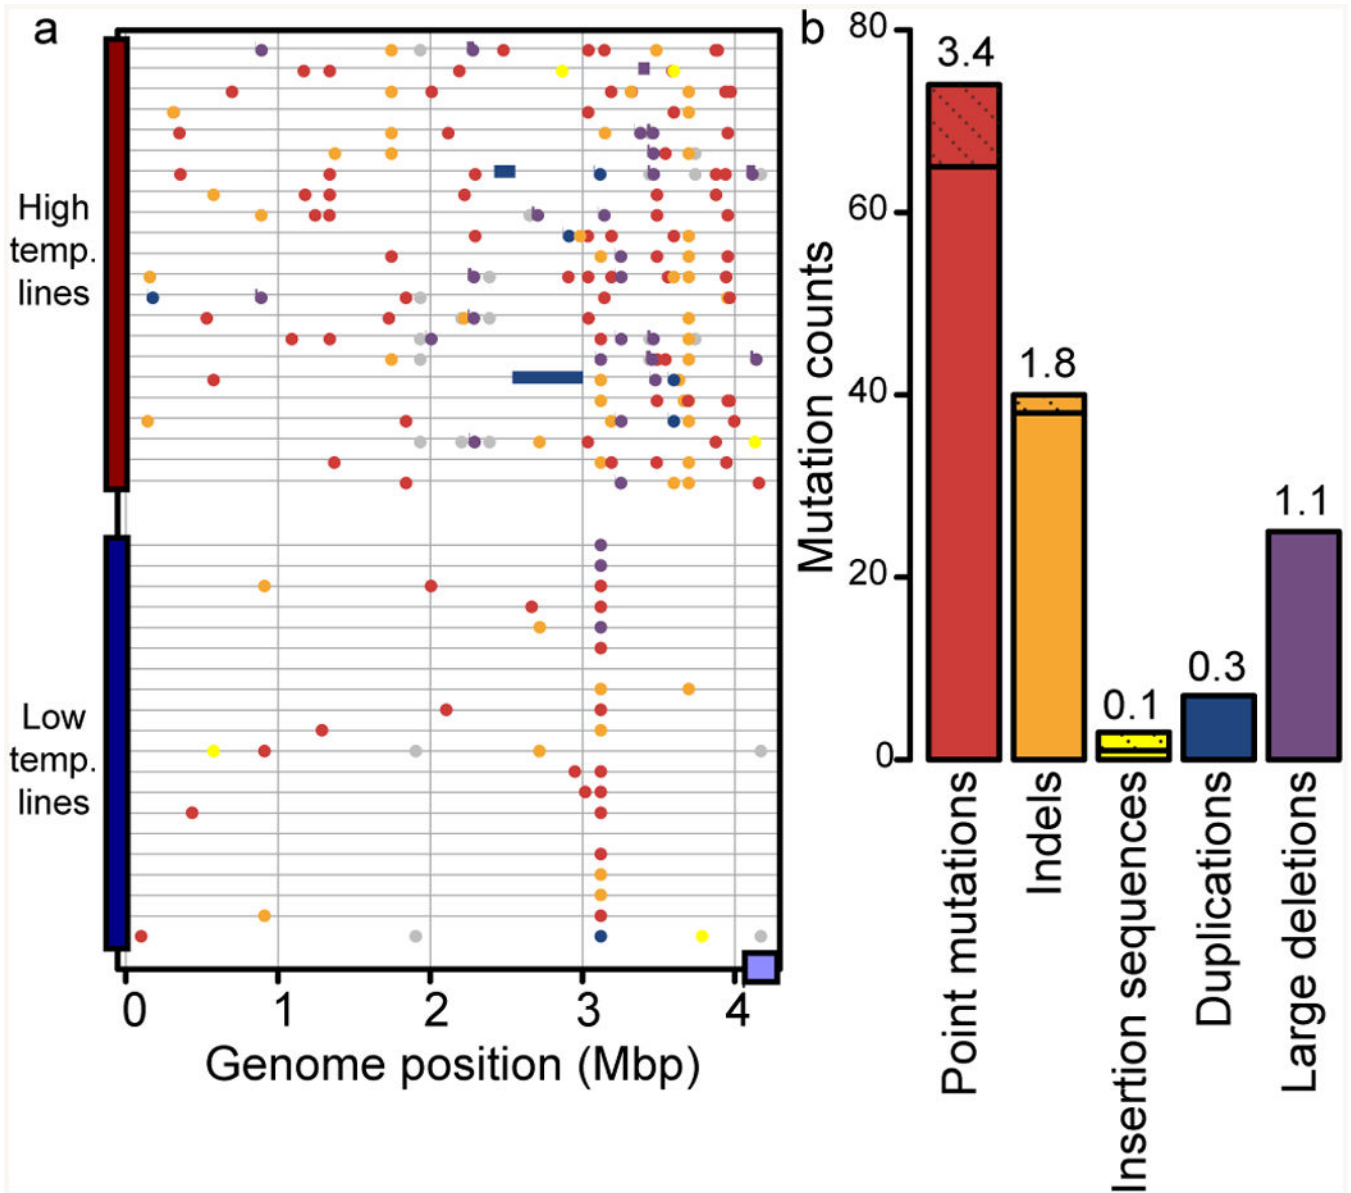 a
High
temp.
lines
Low
temp.
lines
0 1 2 3 4
Genome position (Mbp)
b
Mutation counts
80
60
40
20
0
3.4
1.8
0.1
0.3
1.1
Point mutations
Indels
Insertion sequences
Duplications
Large deletions